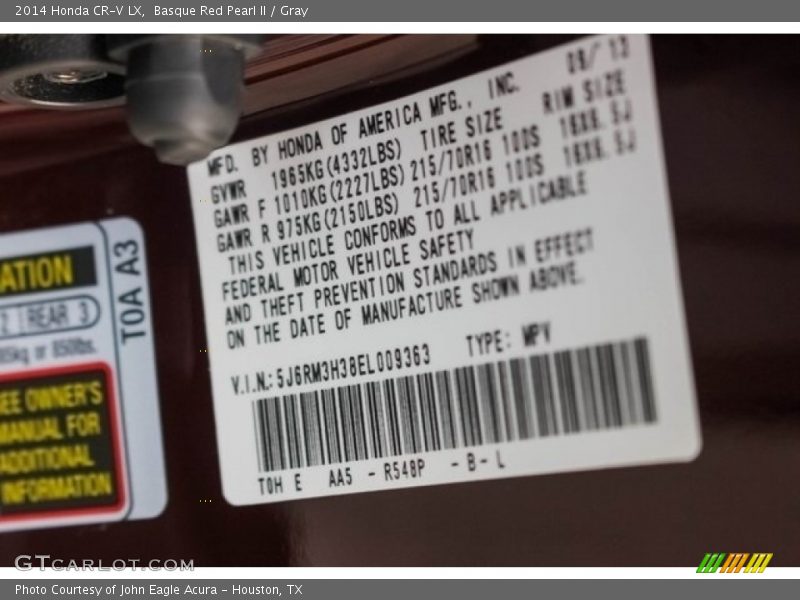 2014 Honda CR-V LX, Basque Red Pearl II / Gray
08/ 13
MFD. BY HONDA OF AMERICA MFG., INC.
GVWR 1965KG(4332LBS) TIRE SIZE RIM SIZE
GAWR F 1010KG(2227LBS) 215/70R16 100S 16X6.5J
GAWR R 975KG(2150LBS) 215/70R16 100S 16X6.5J
THIS VEHICLE CONFORMS TO ALL APPLICABLE
FEDERAL MOTOR VEHICLE SAFETY
AND THEFT PREVENTION STANDARDS IN EFFECT
ON THE DATE OF MANUFACTURE SHOWN ABOVE.
V.I.N.: 5J6RM3H38EL009363 TYPE: MPV
T0H E AA5 - R548P - B- L
ATION
2 REAR 3
85kg or 850lbs.
T0A A3
EE OWNER'S
MANUAL FOR
ADDITIONAL
INFORMATION
GTCARLOT.COM
Photo Courtesy of John Eagle Acura - Houston, TX